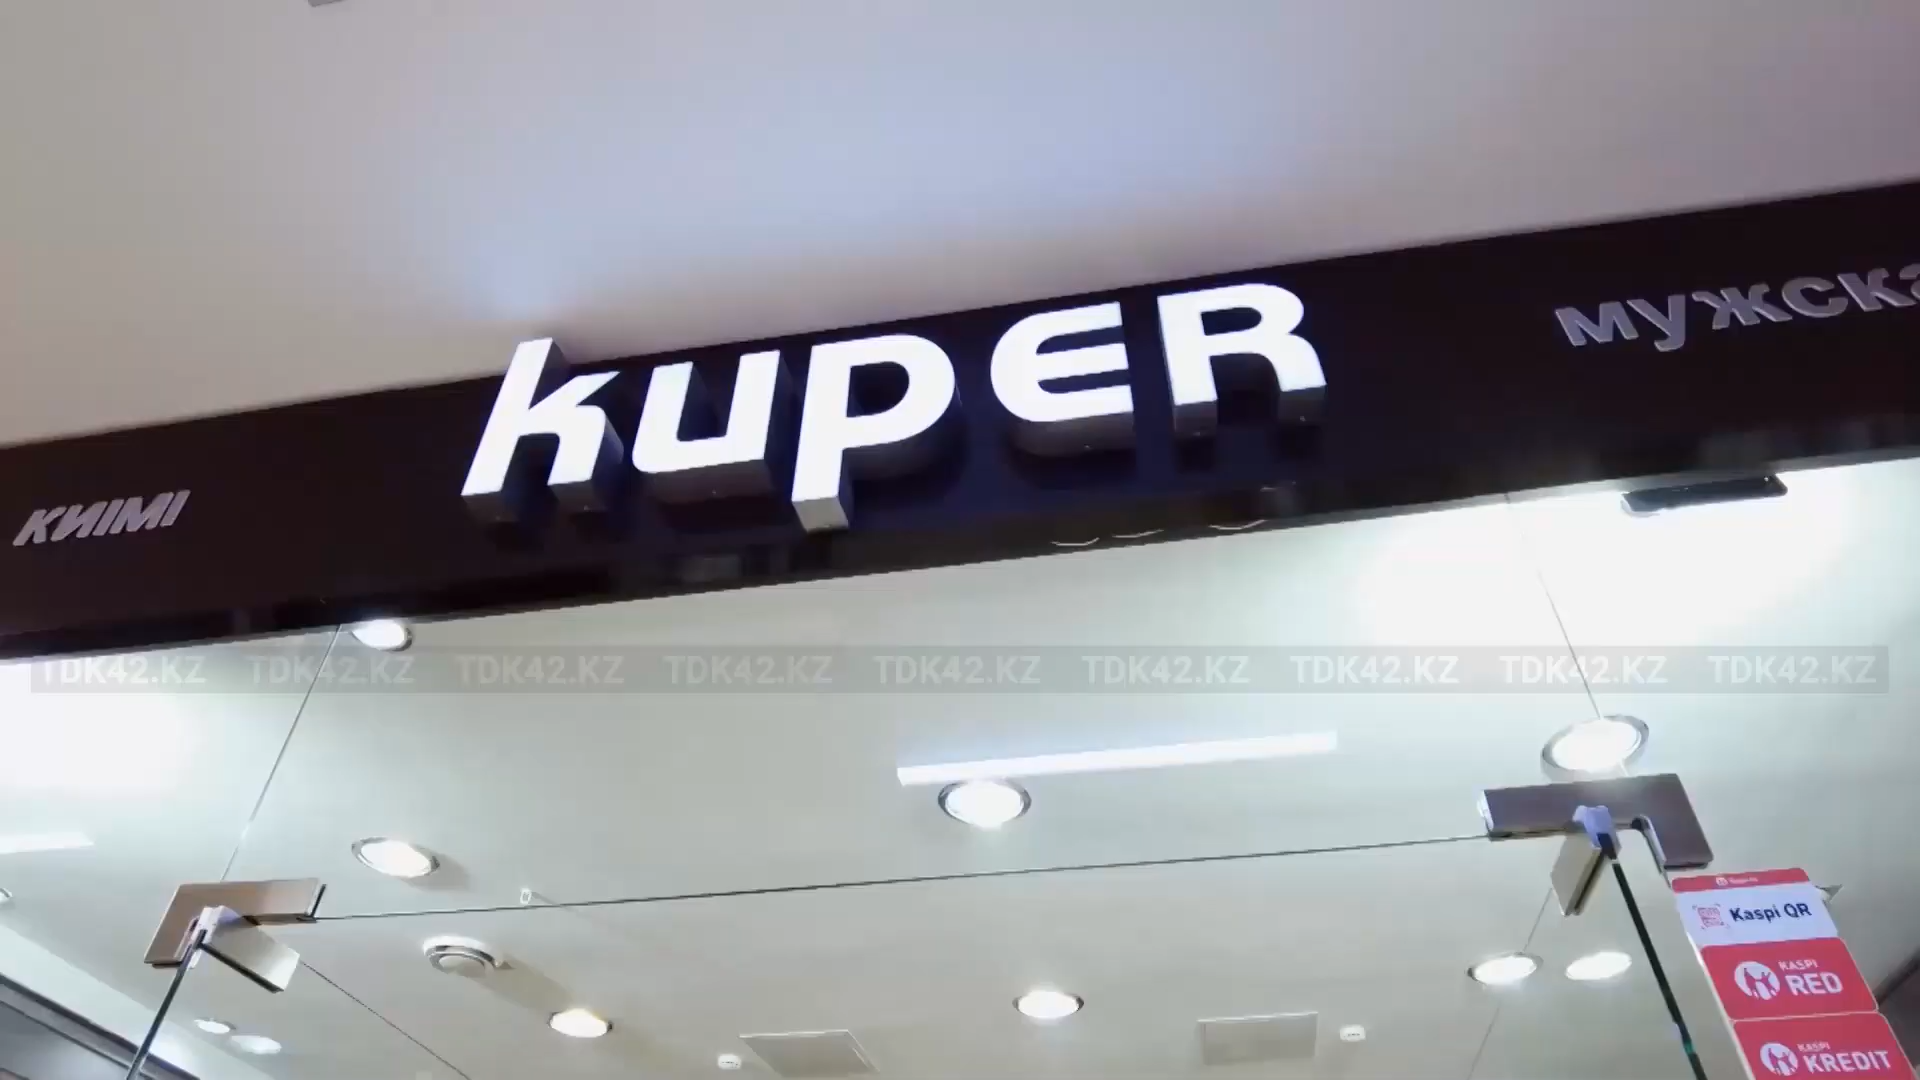 киімі
kupER
мужска
TDK42.KZ TDK42.KZ TDK42.KZ TDK42.KZ TDK42.KZ TDK42.KZ TDK42.KZ TDK42.KZ TDK42.KZ
Kaspi QR
KASPI
RED
KASPI
KREDIT